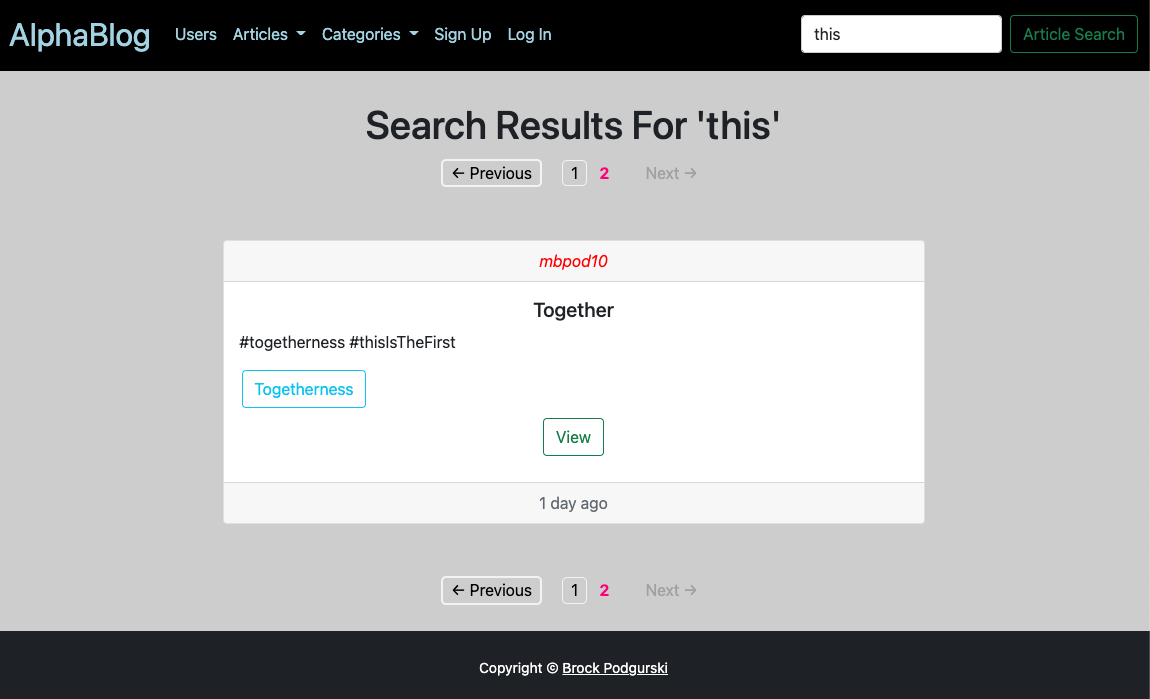 AlphaBlog Users Articles Categories Sign Up Log In this Article Search
Search Results For 'this'
← Previous 1 2 Next →
mbpod10
Together
#togetherness #thisIsTheFirst
Togetherness
View
1 day ago
← Previous 1 2 Next →
Copyright © Brock Podgurski